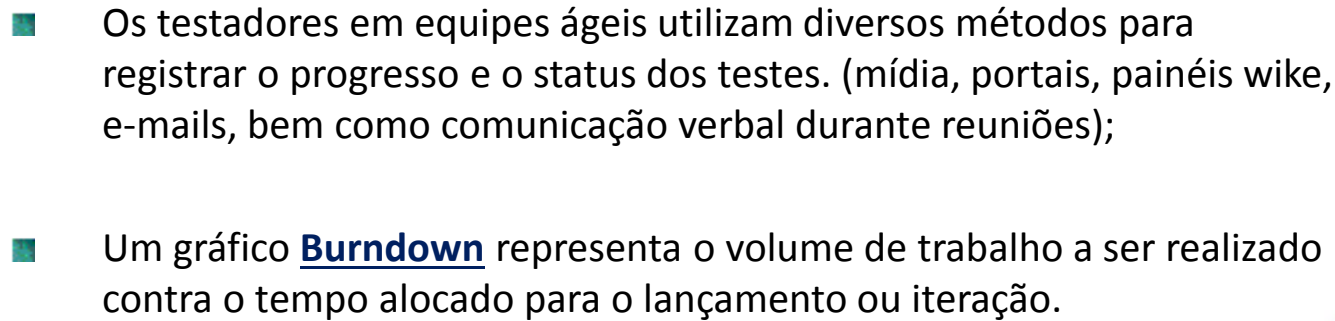 Os testadores em equipes ágeis utilizam diversos métodos para
registrar o progresso e o status dos testes. (mídia, portais, painéis wike,
e-mails, bem como comunicação verbal durante reuniões);
Um gráfico Burndown representa o volume de trabalho a ser realizado
contra o tempo alocado para o lançamento ou iteração.